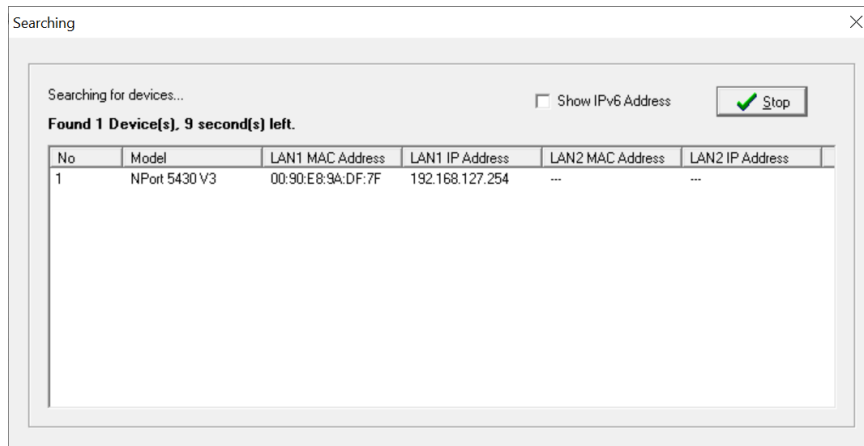 Searching
Searching for devices...
Show IPv6 Address
Stop
Found 1 Device(s), 9 second(s) left.
No Model LAN1 MAC Address LAN1 IP Address LAN2 MAC Address LAN2 IP Address
1 NPort 5430 V3 00:90:E8:9A:DF:7F 192.168.127.254 --- ---